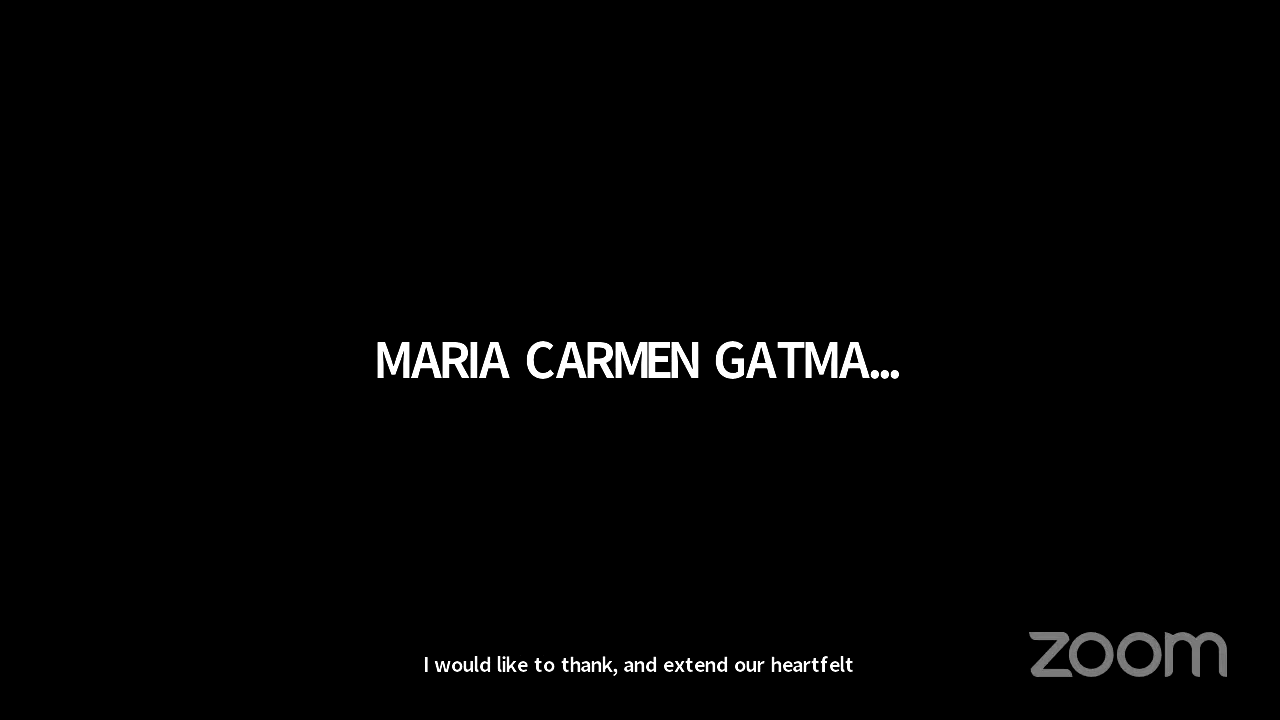 MARIA CARMEN GATMA...
I would like to thank, and extend our heartfelt
zoom